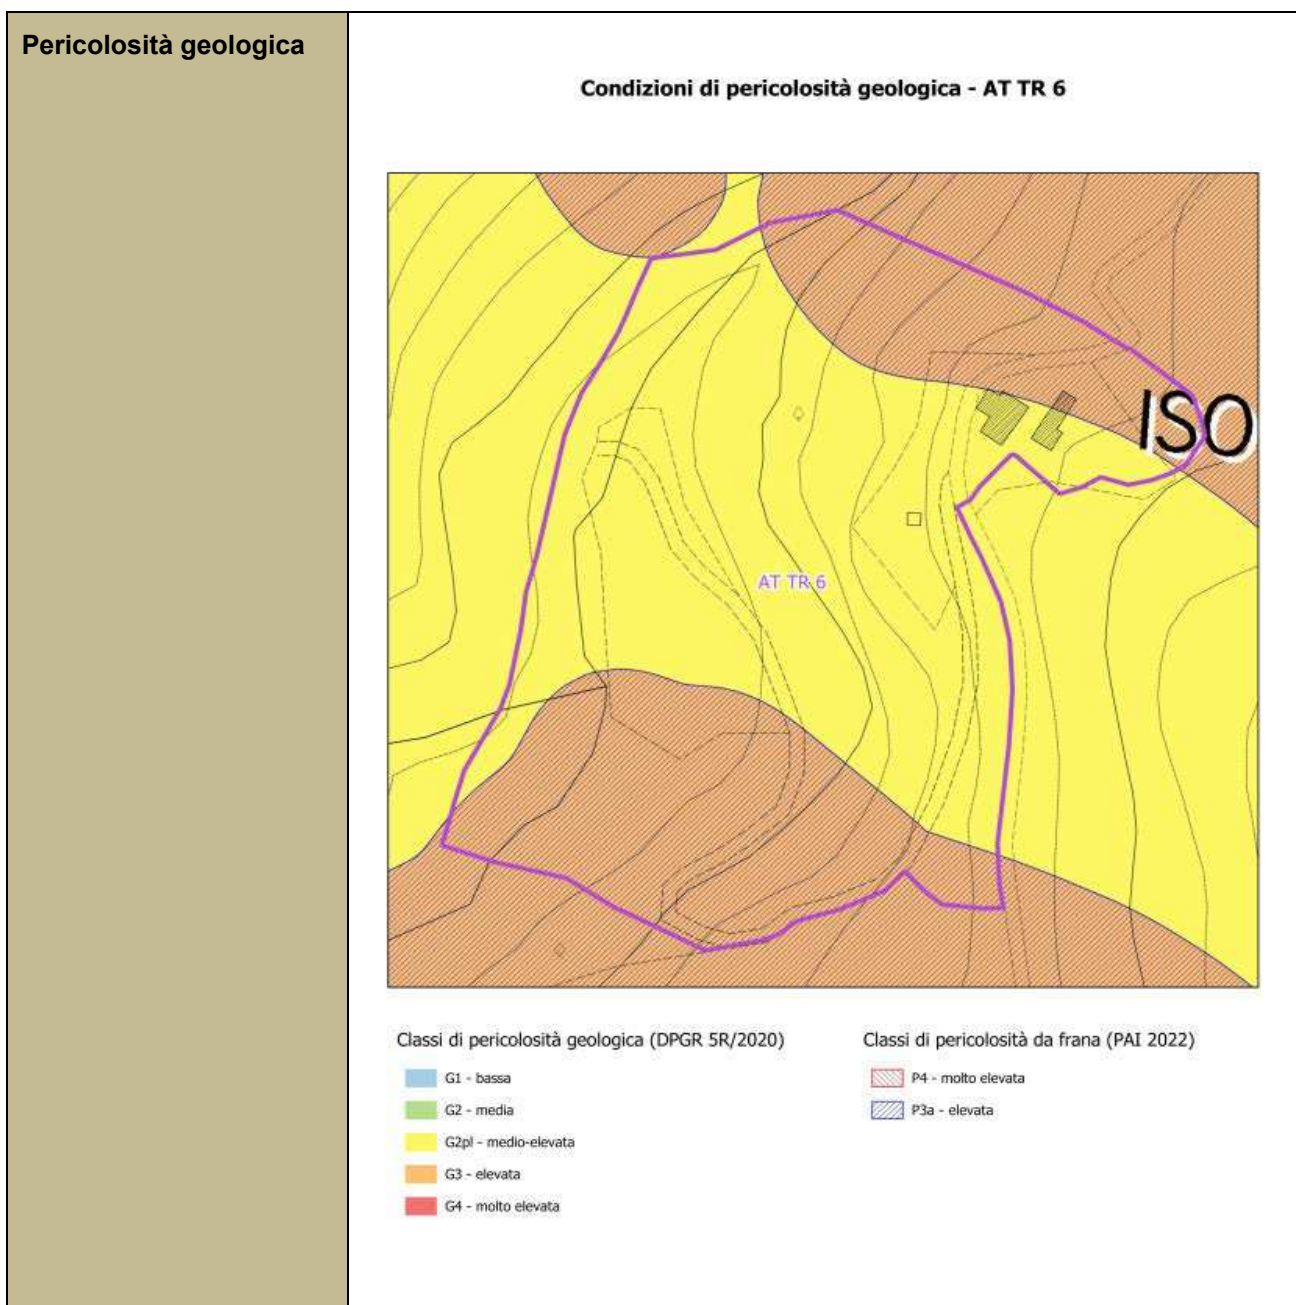 Pericolosità geologica
Condizioni di pericolosità geologica - AT TR 6
ISO
AT TR 6
Classi di pericolosità geologica (DPGR 5R/2020)
G1 - bassa
G2 - media
G2pl - medio-elevata
G3 - elevata
G4 - molto elevata
Classi di pericolosità da frana (PAI 2022)
P4 - molto elevata
P3a - elevata